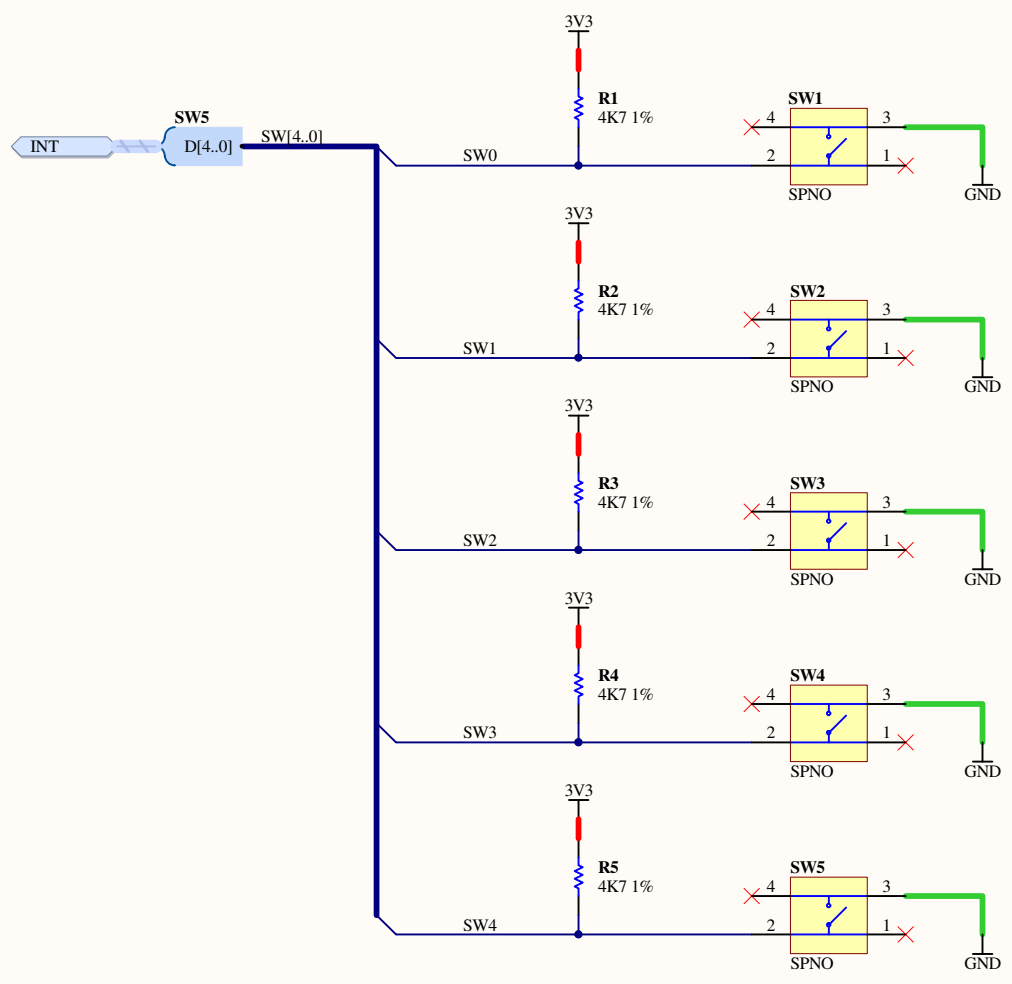 3V3
R1
4K7 1%
SW1
4
3
2
1
SPNO
GND
SW5
INT
D[4..0]
SW[4..0]
SW0
3V3
R2
4K7 1%
SW2
4
3
2
1
SPNO
GND
SW1
3V3
R3
4K7 1%
SW3
4
3
2
1
SPNO
GND
SW2
3V3
R4
4K7 1%
SW4
4
3
2
1
SPNO
GND
SW3
3V3
R5
4K7 1%
SW5
4
3
2
1
SPNO
GND
SW4